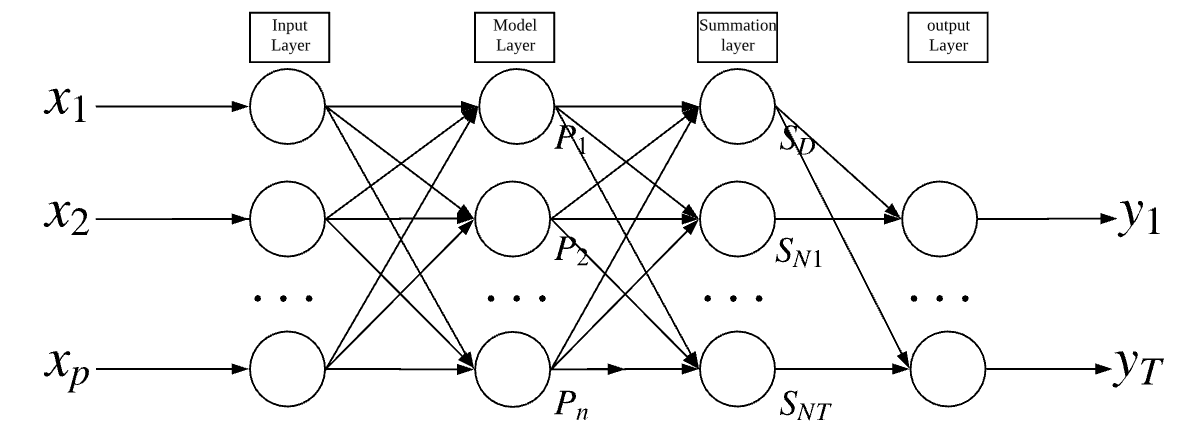 Input
Layer
Model
Layer
Summation
layer
output
Layer
x1
P1
SD
x2
P2
SN1
y1
. . .
. . .
. . .
. . .
xp
Pn
SNT
yT